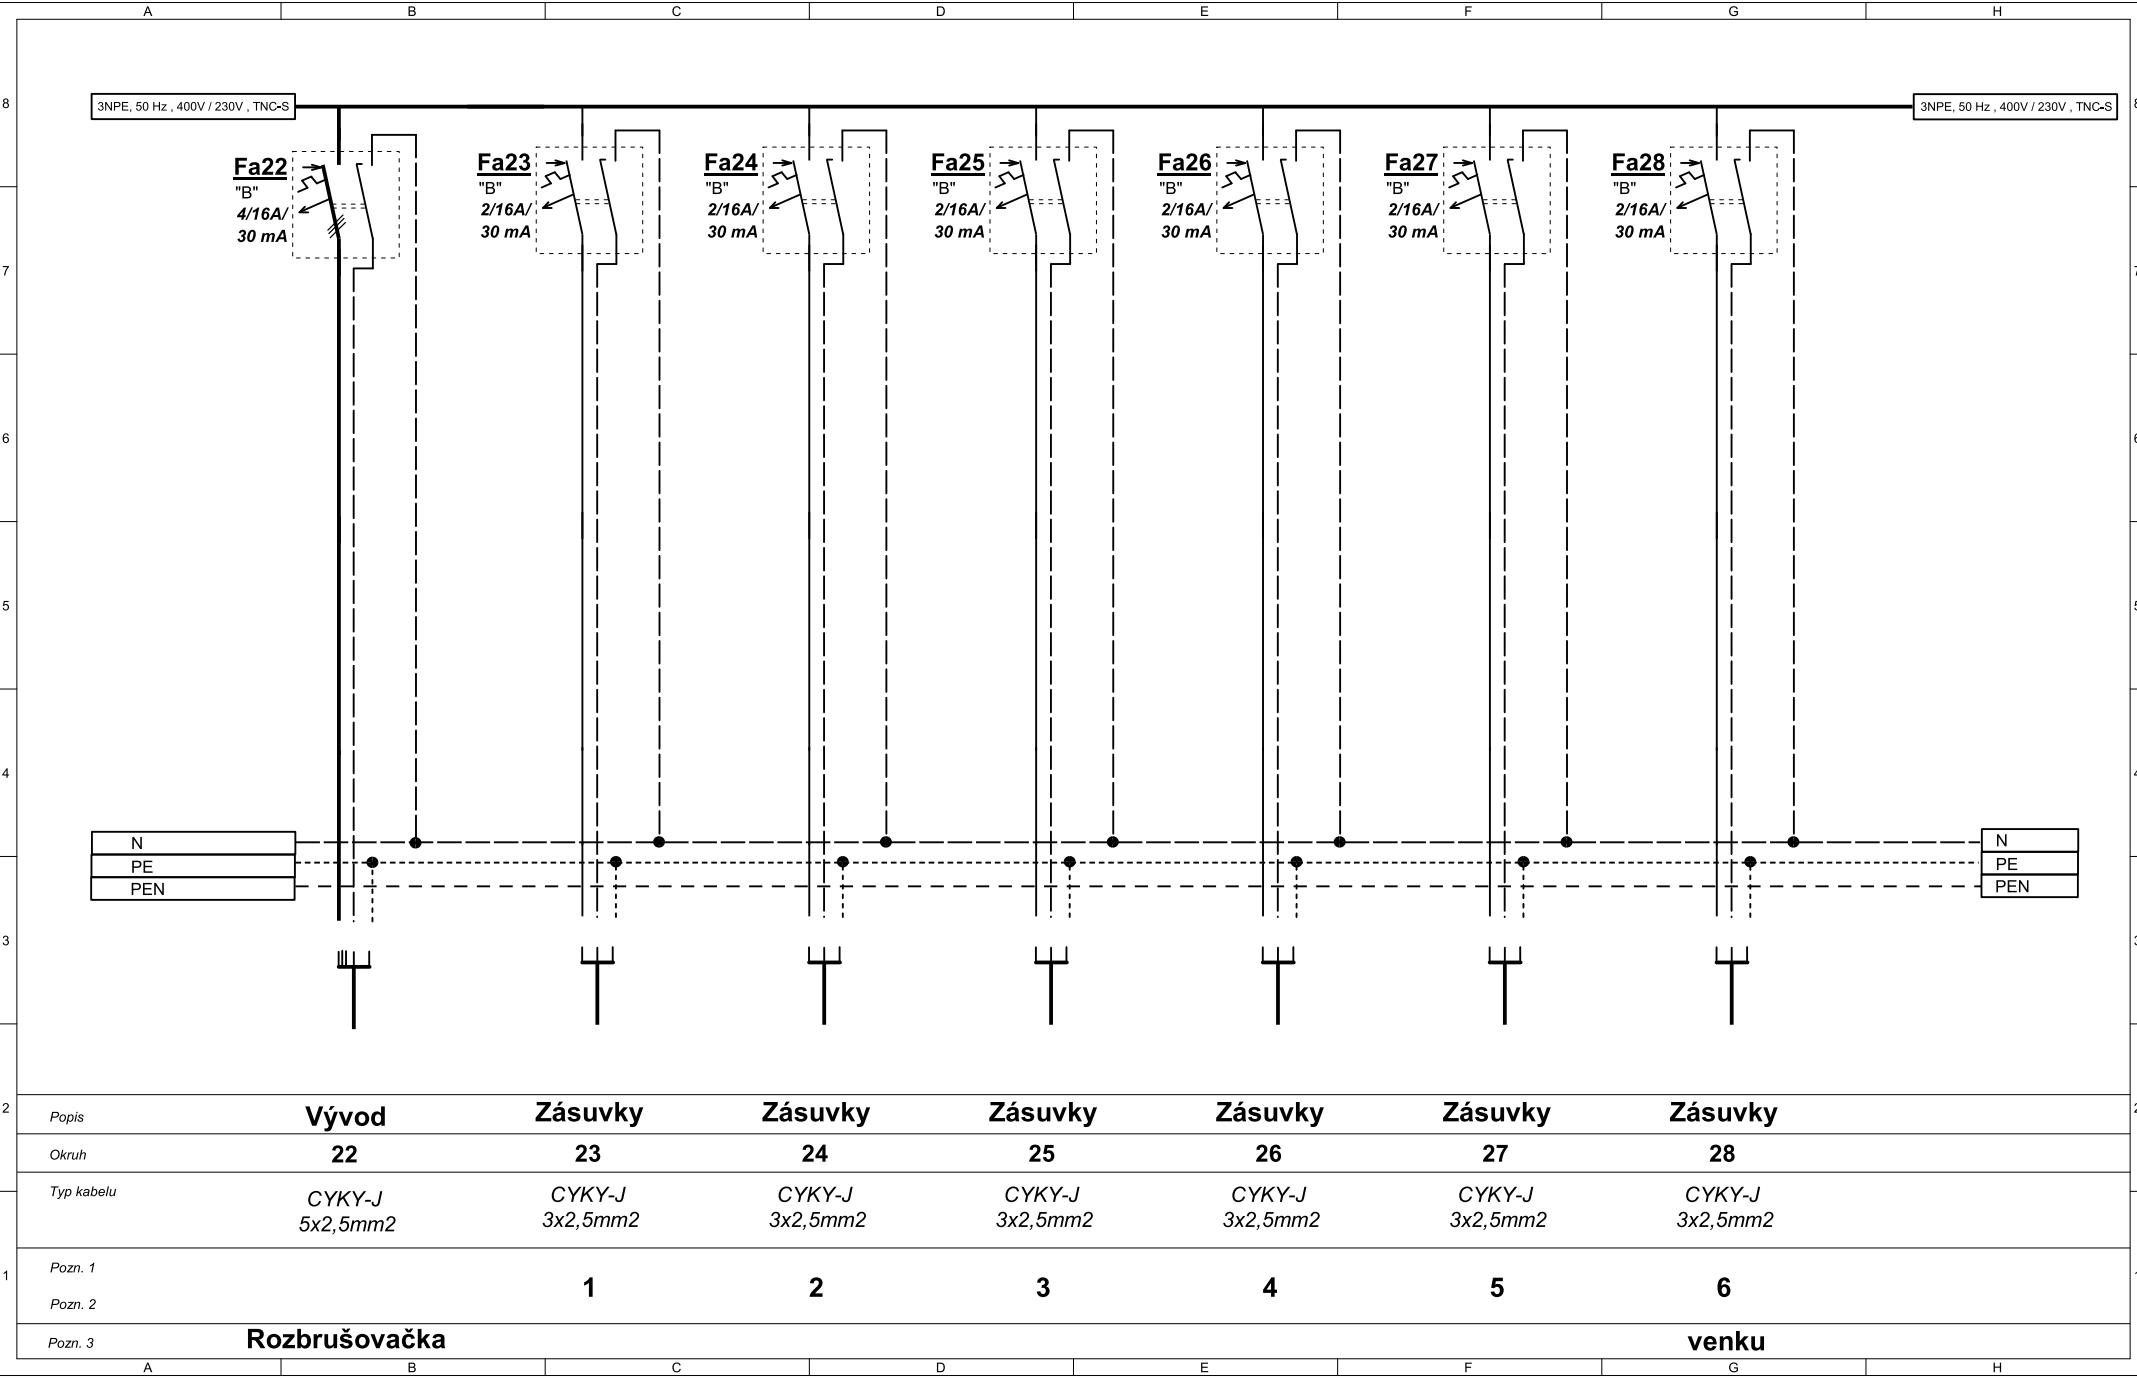 A B C D E F G H
8 3NPE, 50 Hz , 400V / 230V , TNC-S 3NPE, 50 Hz , 400V / 230V , TNC-S
Fa22 Fa23 Fa24 Fa25 Fa26 Fa27 Fa28
"B" "B" "B" "B" "B" "B" "B"
4/16A/ 2/16A/ 2/16A/ 2/16A/ 2/16A/ 2/16A/ 2/16A/
30 mA 30 mA 30 mA 30 mA 30 mA 30 mA 30 mA
7
6
5
4
N N
PE PE
PEN PEN
3
2 Popis Vývod Zásuvky Zásuvky Zásuvky Zásuvky Zásuvky Zásuvky
Okruh 22 23 24 25 26 27 28
Typ kabelu CYKY-J CYKY-J CYKY-J CYKY-J CYKY-J CYKY-J CYKY-J
5x2,5mm2 3x2,5mm2 3x2,5mm2 3x2,5mm2 3x2,5mm2 3x2,5mm2 3x2,5mm2
Pozn. 1
1 1 2 3 4 5 6
Pozn. 2
Pozn. 3 Rozbrušovačka venku
A B C D E F G H